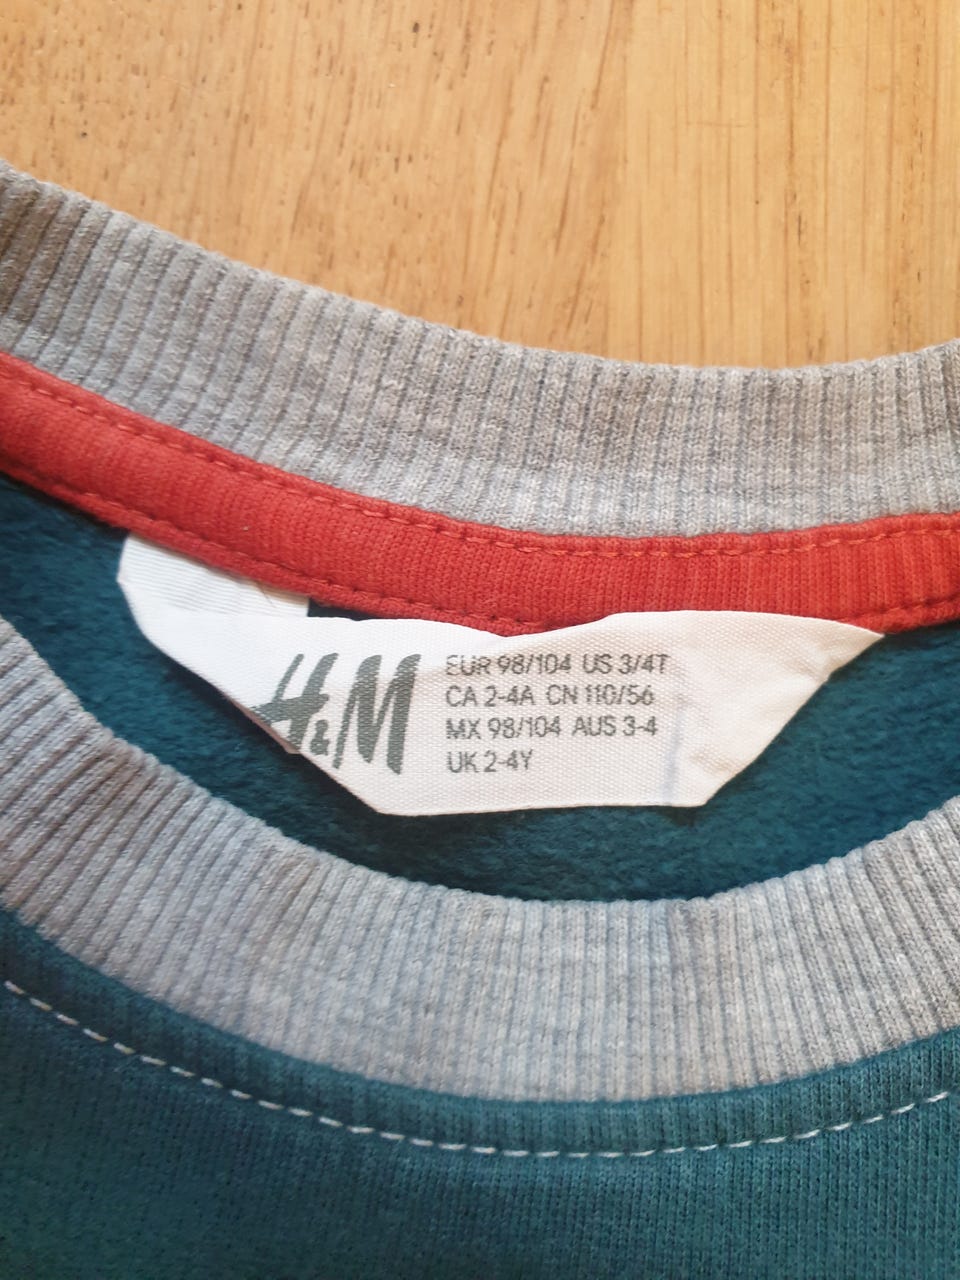 H&M
EUR 98/104 US 3/4T
CA 2-4A CN 110/56
MX 98/104 AUS 3-4
UK 2-4Y